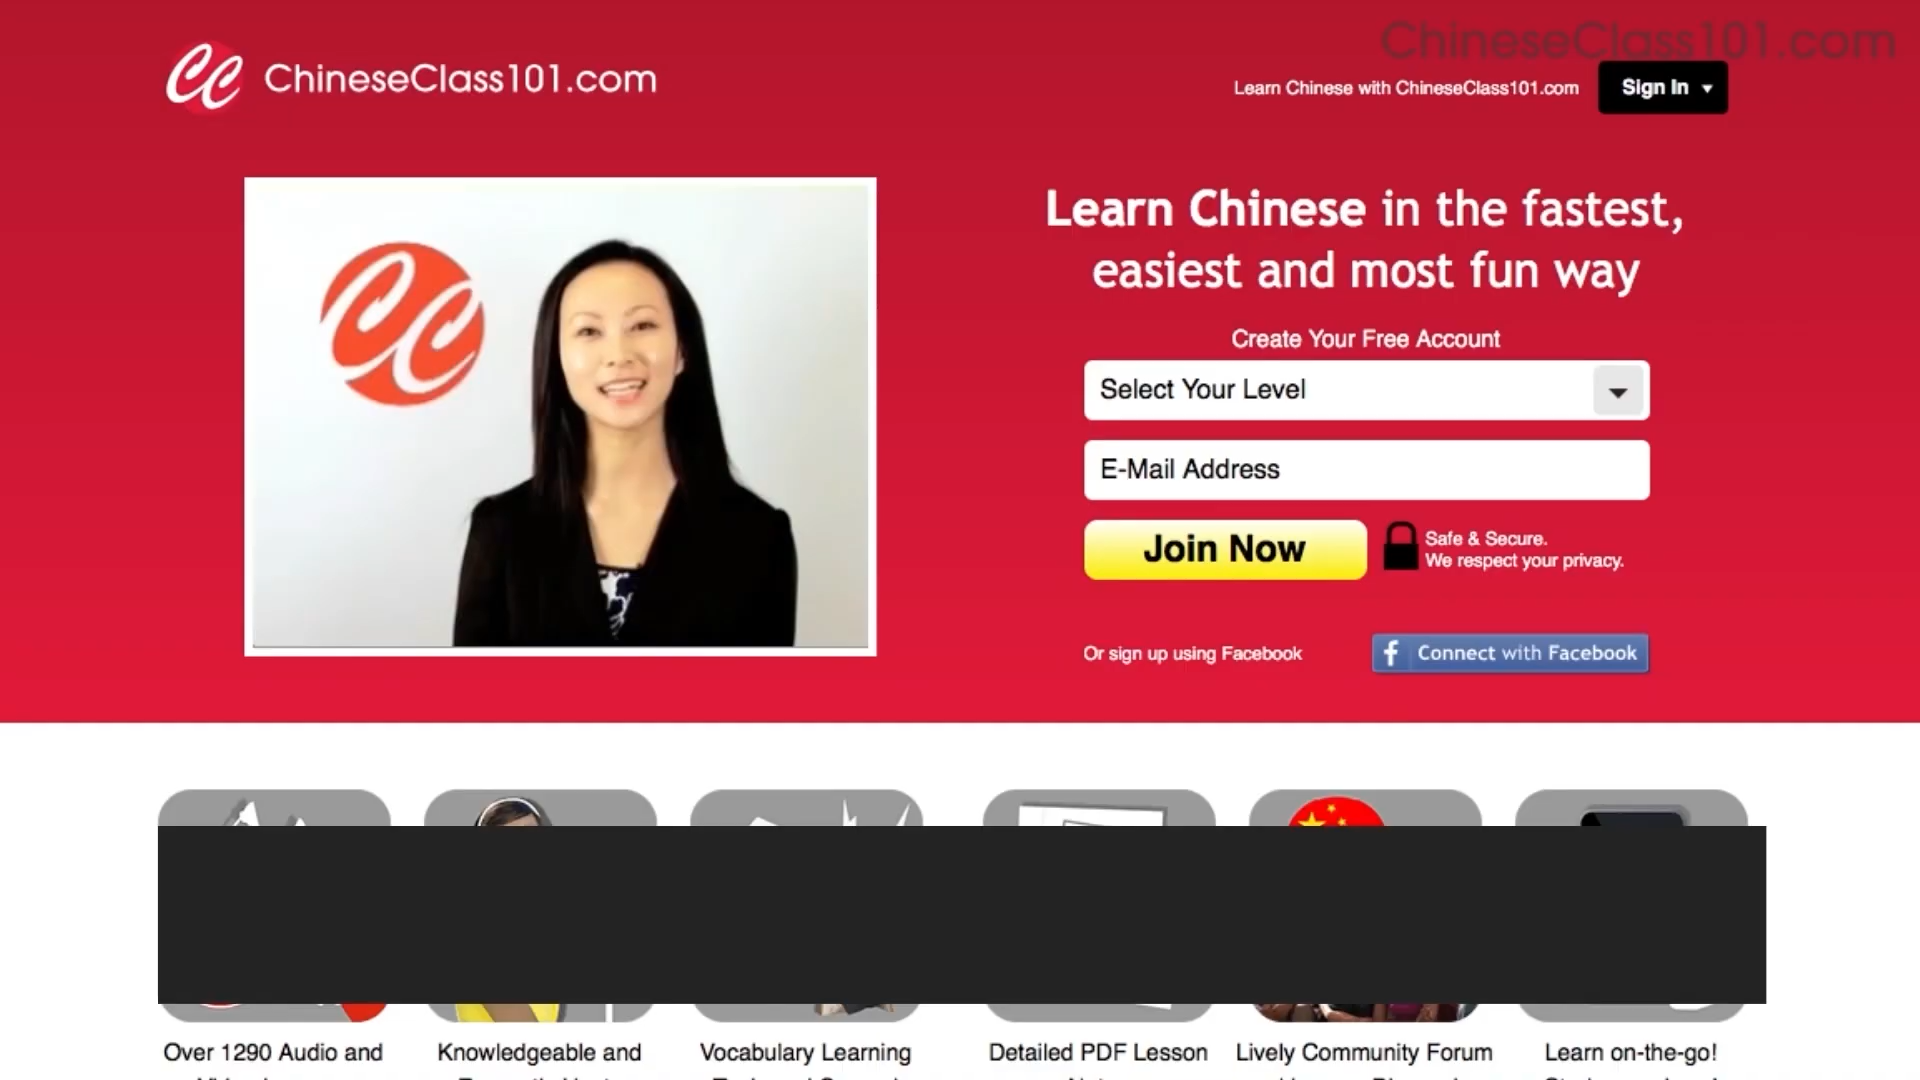 ChineseClass101.com
ChineseClass101.com
Learn Chinese with ChineseClass101.com
Sign In
Learn Chinese in the fastest,
easiest and most fun way
Create Your Free Account
Select Your Level
E-Mail Address
Join Now
Safe & Secure.
We respect your privacy.
Or sign up using Facebook
f Connect with Facebook
Over 1290 Audio and
Knowledgeable and
Vocabulary Learning
Detailed PDF Lesson
Lively Community Forum
Learn on-the-go!